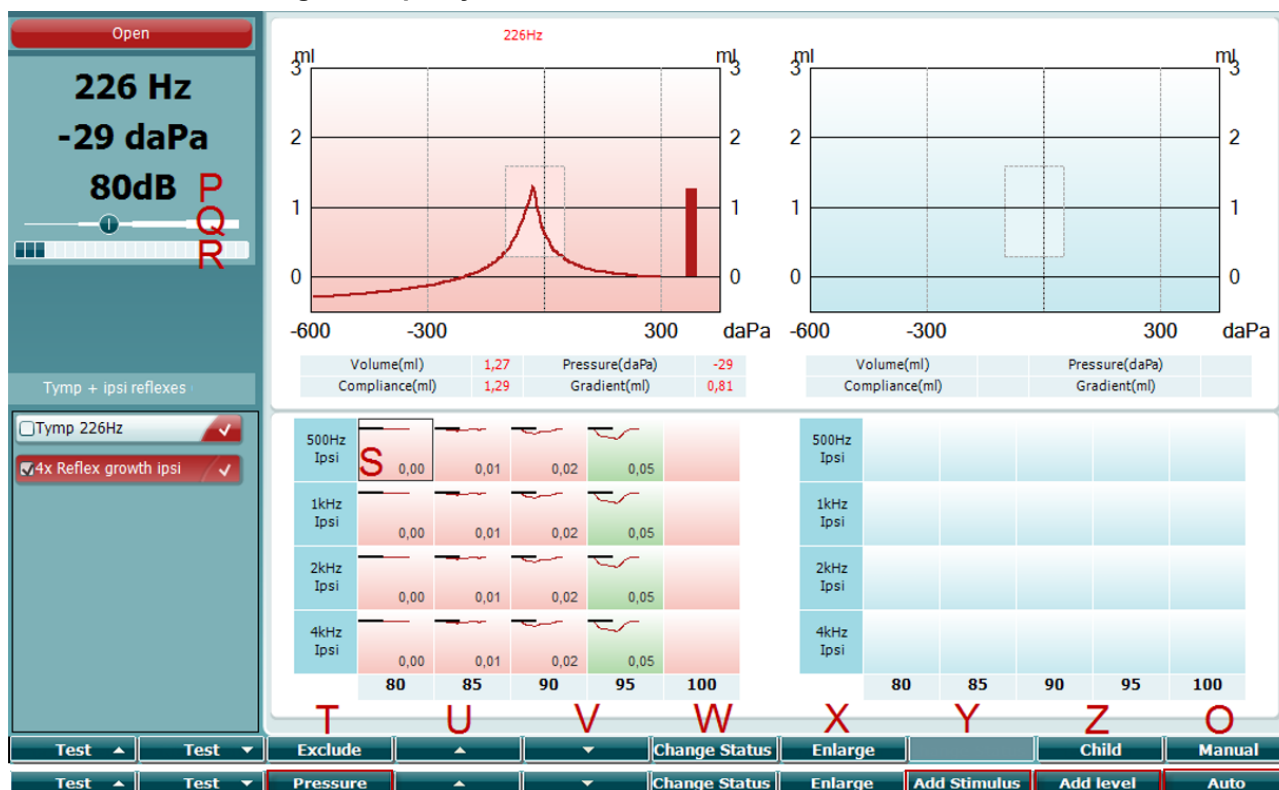 Open
226 Hz
-29 daPa
80dB P
Q
R
Tymp + ipsi reflexes
Tymp 226Hz
4x Reflex growth ipsi
226Hz
ml ml
3 3
2 2
1 1
0 0
-600 -300 300 daPa
Volume(ml) 1,27 Pressure(daPa) -29
Compliance(ml) 1,29 Gradient(ml) 0,81
ml ml
3 3
2 2
1 1
0 0
-600 -300 300 daPa
Volume(ml) Pressure(daPa)
Compliance(ml) Gradient(ml)
500Hz
Ipsi S 0,00 0,01 0,02 0,05
1kHz
Ipsi 0,00 0,01 0,02 0,05
2kHz
Ipsi 0,00 0,01 0,02 0,05
4kHz
Ipsi 0,00 0,01 0,02 0,05
80 85 90 95 100
500Hz
Ipsi
1kHz
Ipsi
2kHz
Ipsi
4kHz
Ipsi
80 85 90 95 100
T U V W X Y Z O
Test Test Exclude Change Status Enlarge Child Manual
Test Test Pressure Change Status Enlarge Add Stimulus Add level Auto